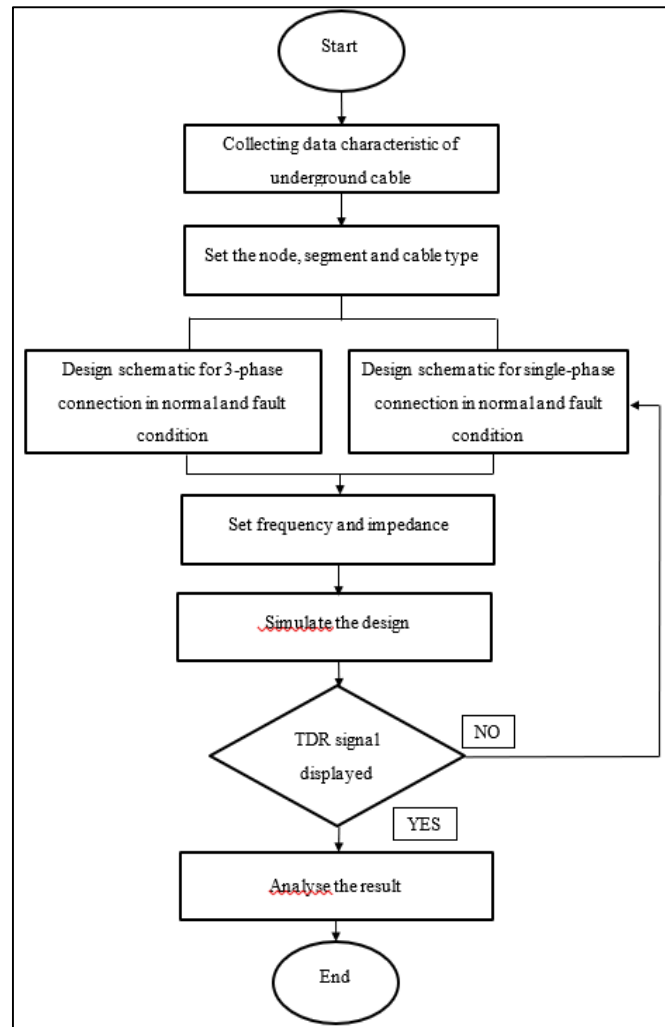 Start
Collecting data characteristic of
underground cable
Set the node, segment and cable type
Design schematic for 3-phase
connection in normal and fault
condition
Design schematic for single-phase
connection in normal and fault
condition
Set frequency and impedance
Simulate the design
TDR signal
displayed
NO
YES
Analyse the result
End